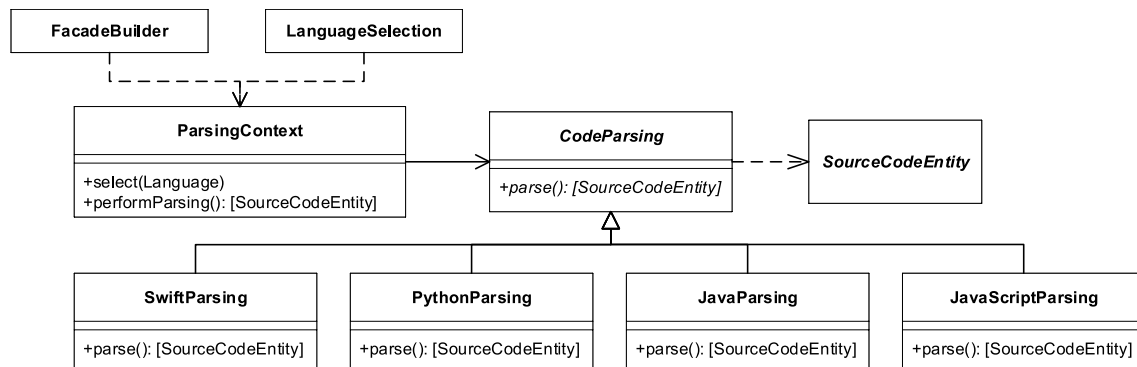 FacadeBuilder
LanguageSelection
ParsingContext
+select(Language)
+performParsing(): [SourceCodeEntity]
CodeParsing
+parse(): [SourceCodeEntity]
SourceCodeEntity
SwiftParsing
+parse(): [SourceCodeEntity]
PythonParsing
+parse(): [SourceCodeEntity]
JavaParsing
+parse(): [SourceCodeEntity]
JavaScriptParsing
+parse(): [SourceCodeEntity]